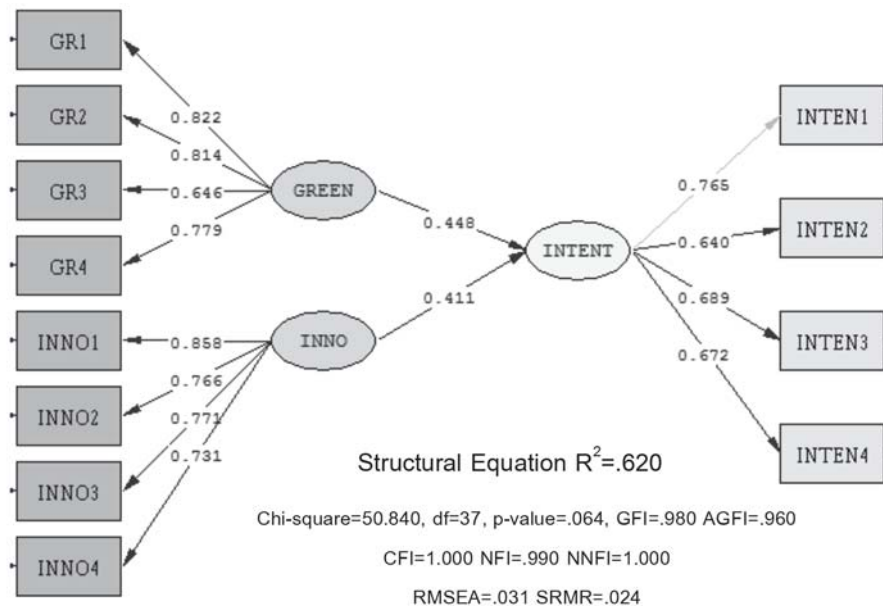 GR1
0.822
GR2
0.814
GR3
0.646
GREEN
0.779
GR4
0.448
INTENT
0.411
INNO1
0.858
INNO
0.766
INNO2
0.771
INNO3
0.731
INNO4
INTEN1
0.765
INTEN2
0.640
0.689
INTEN3
0.672
INTEN4
Structural Equation R²=.620
Chi-square=50.840, df=37, p-value=.064, GFI=.980 AGFI=.960
CFI=1.000 NFI=.990 NNFI=1.000
RMSEA=.031 SRMR=.024